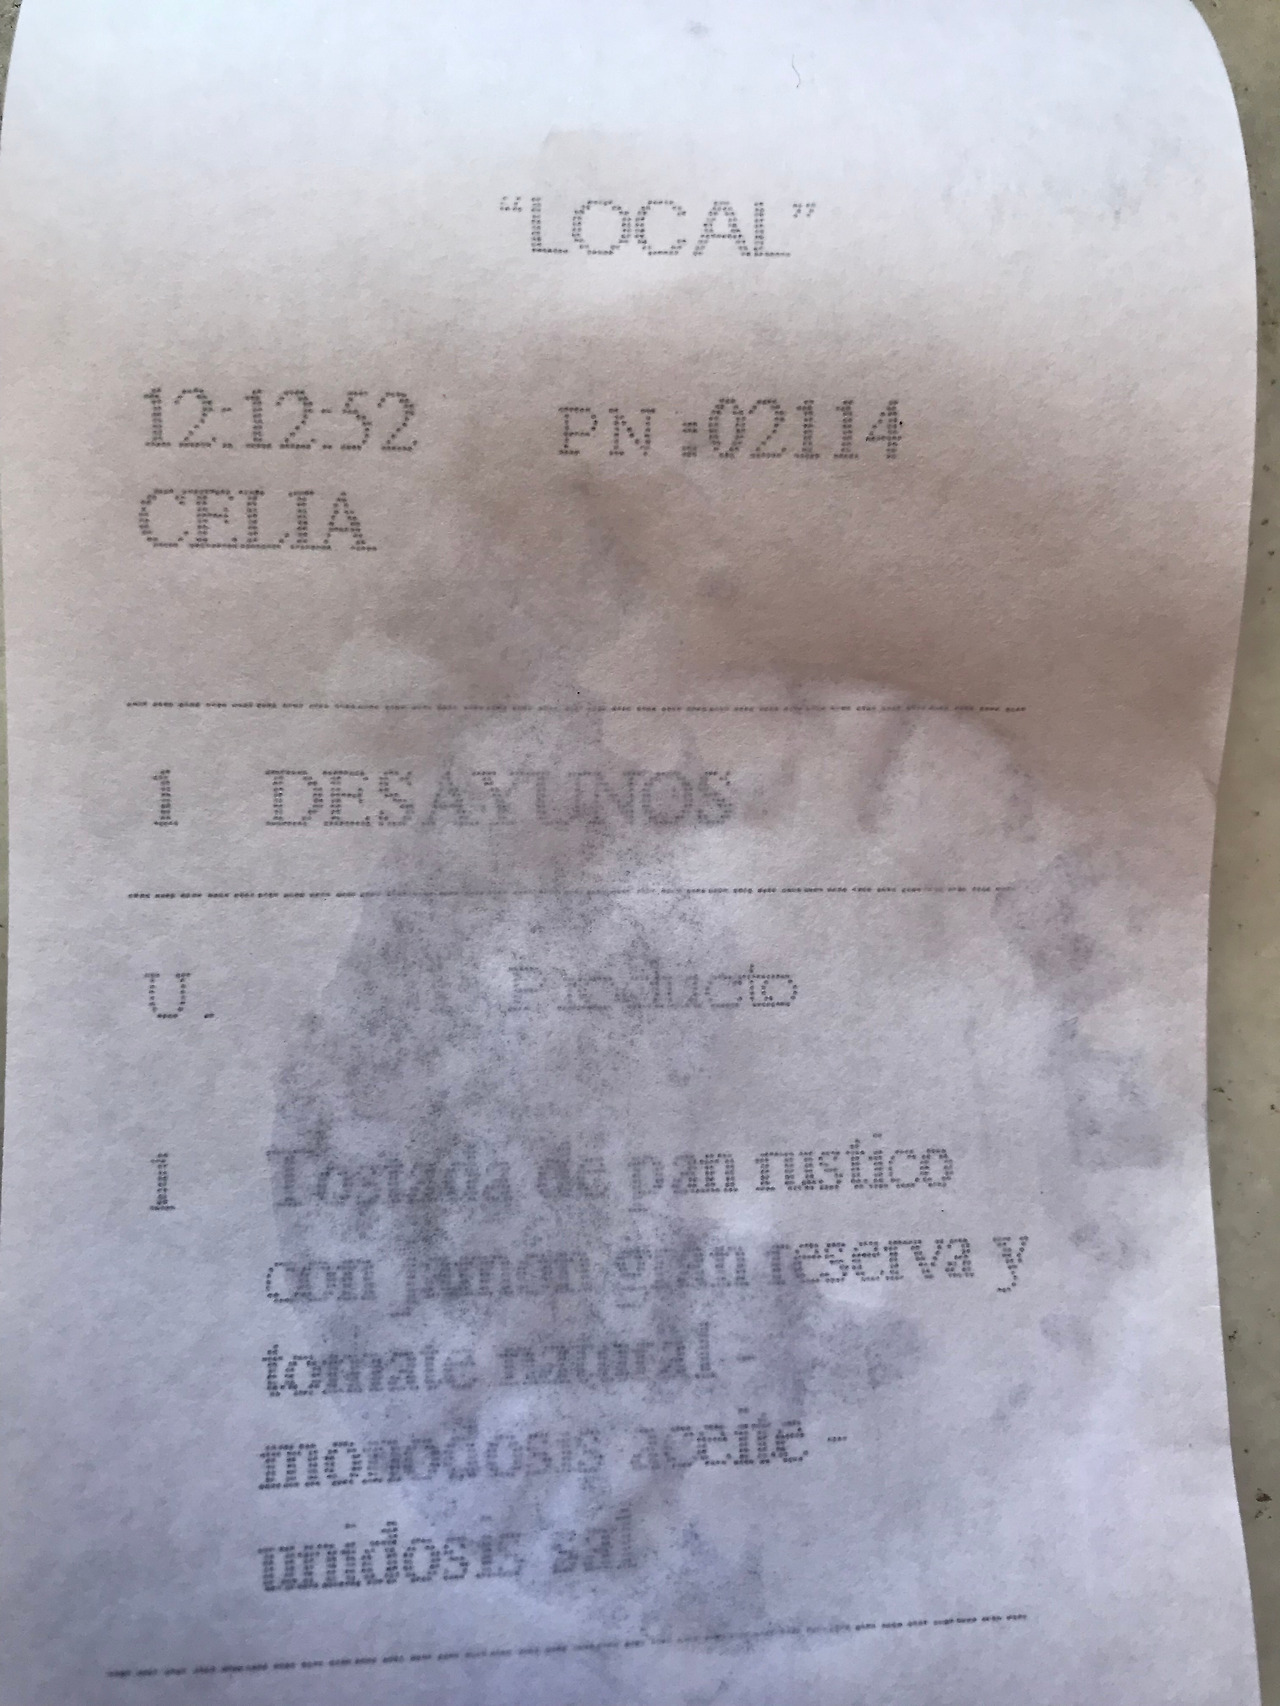 “LOCAL”
12:12:52 PN :02114
CELIA
1 DESAYUNOS
U. Producto
1 Tostada de pan rustico
con jamon gran reserva y
tomate natural -
monodosis aceite -
unidosis sal